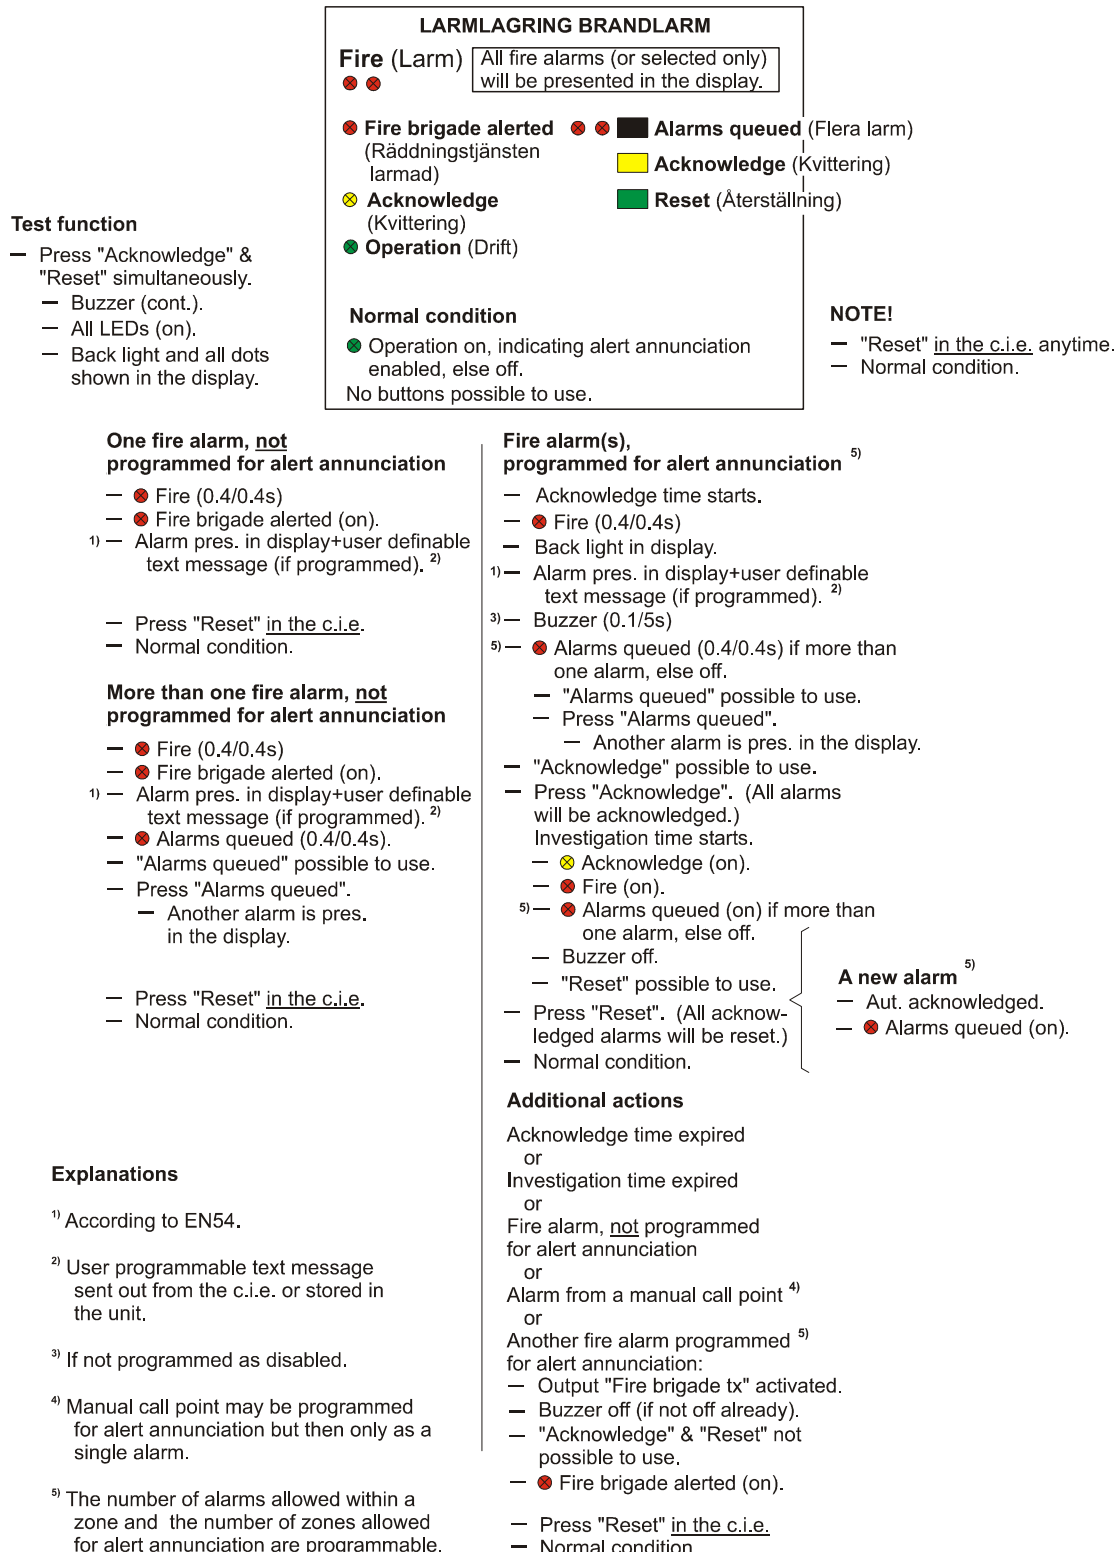 LARMLAGRING BRANDLARM
Fire (Larm)
All fire alarms (or selected only)
will be presented in the display.
Fire brigade alerted
(Räddningstjänsten
larmad)
Acknowledge
(Kvittering)
Operation (Drift)
Alarms queued (Flera larm)
Acknowledge (Kvittering)
Reset (Återställning)
Normal condition
Operation on, indicating alert annunciation
enabled, else off.
No buttons possible to use.
Test function
— Press "Acknowledge" &
"Reset" simultaneously.
— Buzzer (cont.).
— All LEDs (on).
— Back light and all dots
shown in the display.
NOTE!
— "Reset" in the c.i.e. anytime.
— Normal condition.
One fire alarm, not
programmed for alert annunciation
— Fire (0.4/0.4s)
— Fire brigade alerted (on).
1) — Alarm pres. in display+user definable
text message (if programmed). 2)
— Press "Reset" in the c.i.e.
— Normal condition.
More than one fire alarm, not
programmed for alert annunciation
— Fire (0.4/0.4s)
— Fire brigade alerted (on).
1) — Alarm pres. in display+user definable
text message (if programmed). 2)
— Alarms queued (0.4/0.4s).
— "Alarms queued" possible to use.
— Press "Alarms queued".
— Another alarm is pres.
in the display.
— Press "Reset" in the c.i.e.
— Normal condition.
Explanations
1) According to EN54.
2) User programmable text message
sent out from the c.i.e. or stored in
the unit.
3) If not programmed as disabled.
4) Manual call point may be programmed
for alert annunciation but then only as a
single alarm.
5) The number of alarms allowed within a
zone and the number of zones allowed
for alert annunciation are programmable.
Fire alarm(s),
programmed for alert annunciation 5)
— Acknowledge time starts.
— Fire (0.4/0.4s)
— Back light in display.
1) — Alarm pres. in display+user definable
text message (if programmed). 2)
3) — Buzzer (0.1/5s)
5) — Alarms queued (0.4/0.4s) if more than
one alarm, else off.
— "Alarms queued" possible to use.
— Press "Alarms queued".
— Another alarm is pres. in the display.
— "Acknowledge" possible to use.
— Press "Acknowledge". (All alarms
will be acknowledged.)
Investigation time starts.
— Acknowledge (on).
— Fire (on).
5) — Alarms queued (on) if more than
one alarm, else off.
— Buzzer off.
— "Reset" possible to use.
— Press "Reset". (All acknow-
ledged alarms will be reset.)
— Normal condition.
A new alarm 5)
— Aut. acknowledged.
— Alarms queued (on).
Additional actions
Acknowledge time expired
or
Investigation time expired
or
Fire alarm, not programmed
for alert annunciation
or
Alarm from a manual call point 4)
or
Another fire alarm programmed 5)
for alert annunciation:
— Output "Fire brigade tx" activated.
— Buzzer off (if not off already).
— "Acknowledge" & "Reset" not
possible to use.
— Fire brigade alerted (on).
— Press "Reset" in the c.i.e.
— Normal condition